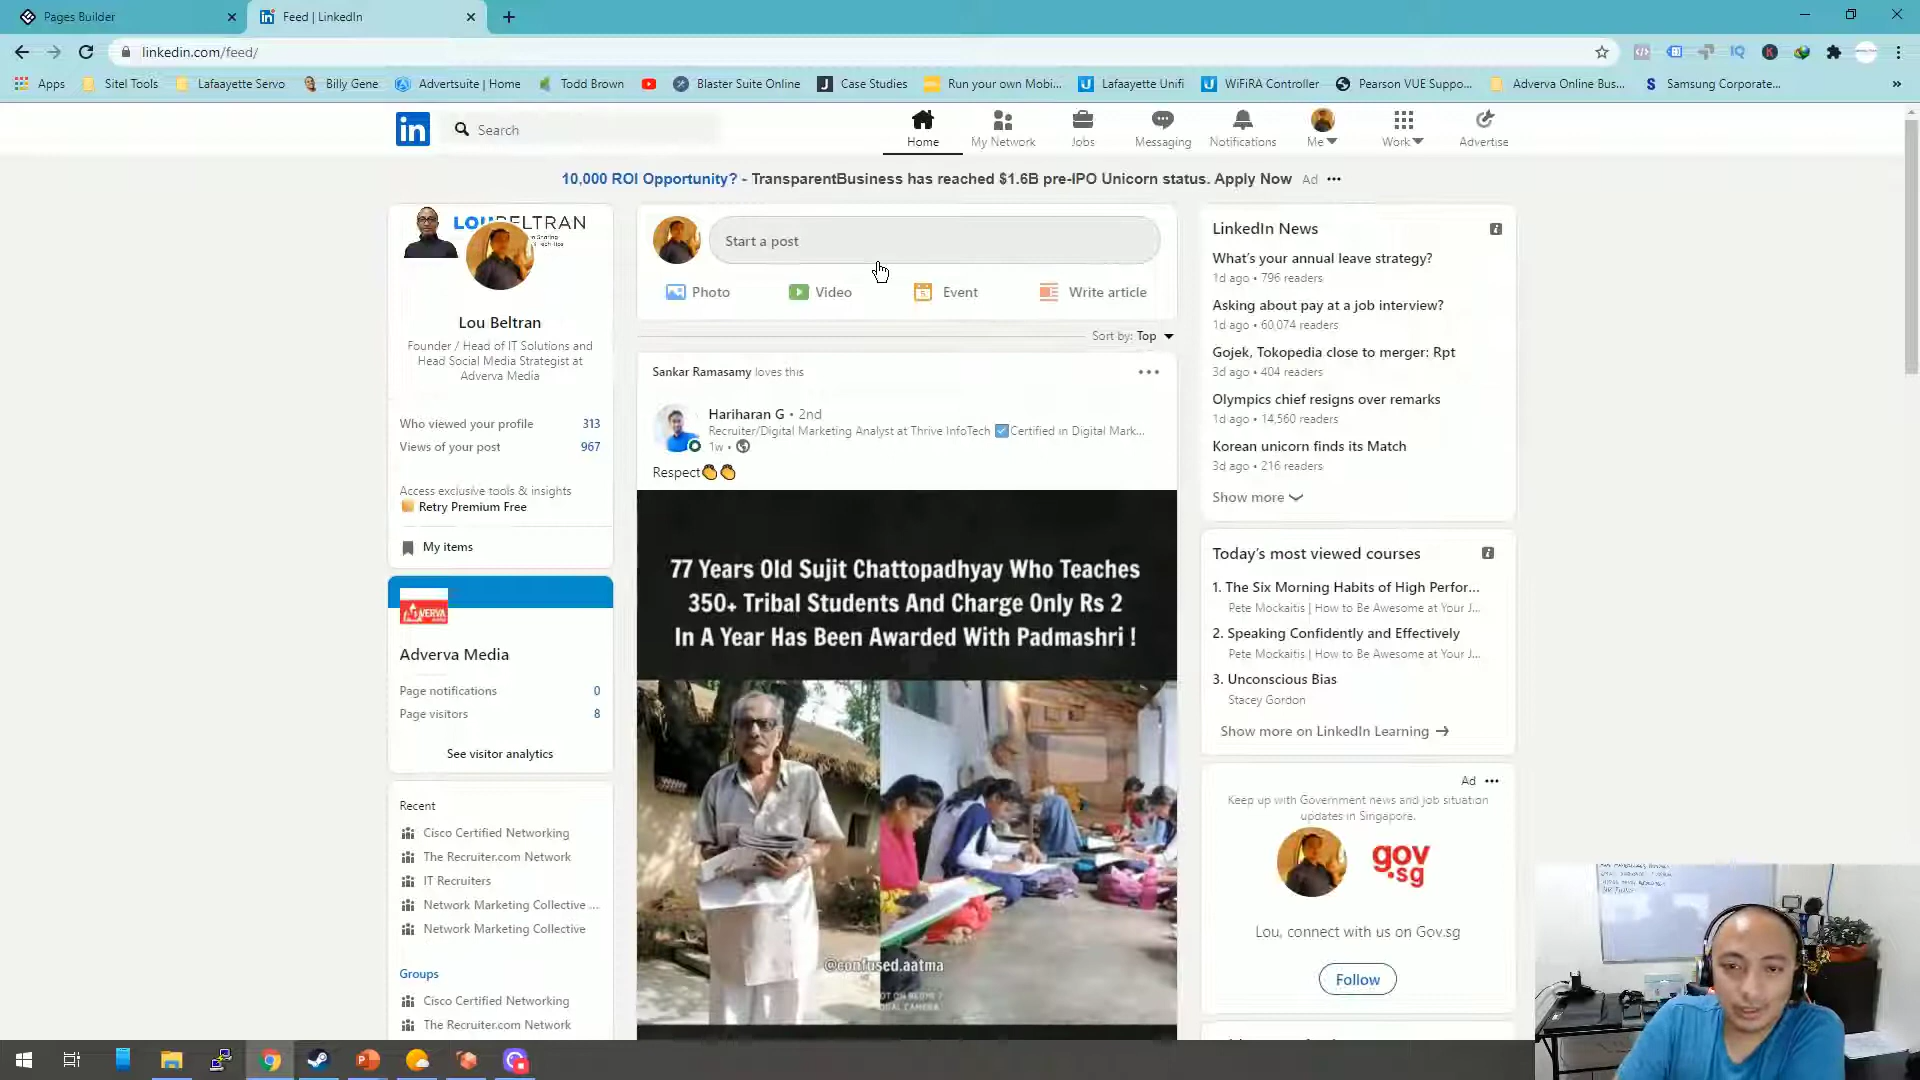 Pages Builder
Feed | LinkedIn
linkedin.com/feed/
Apps
Sitel Tools
Lafaayette Servo
Billy Gene
Advertsuite | Home
Todd Brown
Blaster Suite Online
Case Studies
Run your own Mobi...
Lafaayette Unifi
WiFiRA Controller
Pearson VUE Suppo...
Adverva Online Bus...
Samsung Corporate...
in
Search
Home
My Network
Jobs
Messaging
Notifications
Me
Work
Advertise
10,000 ROI Opportunity? - TransparentBusiness has reached $1.6B pre-IPO Unicorn status. Apply Now
Ad
LOU BELTRAN
Lou Beltran
Founder / Head of IT Solutions and
Head Social Media Strategist at
Adverva Media
Who viewed your profile 313
Views of your post 967
Access exclusive tools & insights
Retry Premium Free
My items
ADVERVA
Adverva Media
Page notifications 0
Page visitors 8
See visitor analytics
Recent
Cisco Certified Networking
The Recruiter.com Network
IT Recruiters
Network Marketing Collective ...
Network Marketing Collective
Groups
Cisco Certified Networking
The Recruiter.com Network
Start a post
Photo
Video
Event
Write article
Sort by: Top
Sankar Ramasamy loves this
Hariharan G • 2nd
Recruiter/Digital Marketing Analyst at Thrive InfoTech ☑Certified in Digital Mark...
1w •
Respect👏👏
77 Years Old Sujit Chattopadhyay Who Teaches
350+ Tribal Students And Charge Only Rs 2
In A Year Has Been Awarded With Padmashri !
@confused.aatma
LinkedIn News
What's your annual leave strategy?
1d ago • 796 readers
Asking about pay at a job interview?
1d ago • 60,074 readers
Gojek, Tokopedia close to merger: Rpt
3d ago • 404 readers
Olympics chief resigns over remarks
1d ago • 14,560 readers
Korean unicorn finds its Match
3d ago • 216 readers
Show more
Today's most viewed courses
1. The Six Morning Habits of High Perfor...
Pete Mockaitis | How to Be Awesome at Your J...
2. Speaking Confidently and Effectively
Pete Mockaitis | How to Be Awesome at Your J...
3. Unconscious Bias
Stacey Gordon
Show more on LinkedIn Learning
Ad
Keep up with Government news and job situation
updates in Singapore.
gov
.sg
Lou, connect with us on Gov.sg
Follow